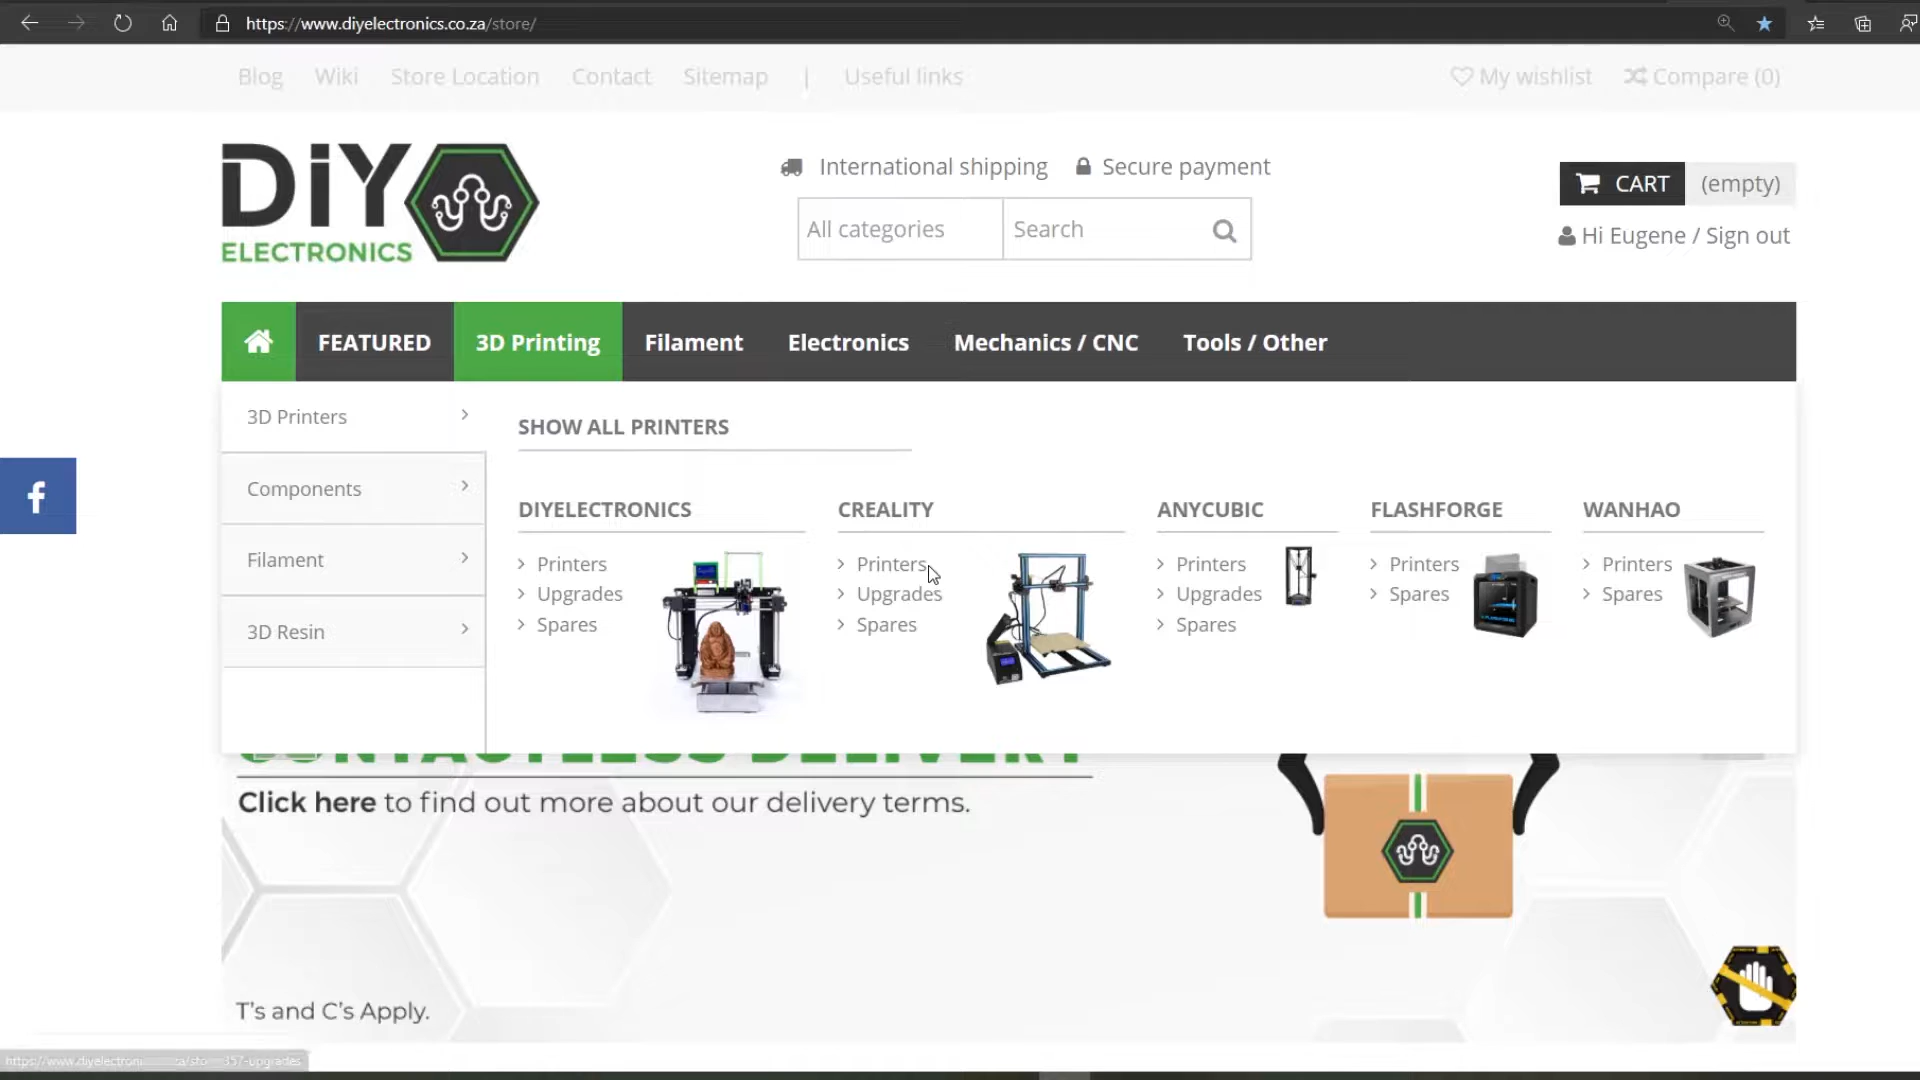 https://www.diyelectronics.co.za/store/
Blog Wiki Store Location Contact Sitemap | Useful links
My wishlist Compare (0)
DiY
ELECTRONICS
International shipping Secure payment
All categories Search
CART (empty)
Hi Eugene / Sign out
FEATURED 3D Printing Filament Electronics Mechanics / CNC Tools / Other
3D Printers
Components
Filament
3D Resin
SHOW ALL PRINTERS
DIYELECTRONICS
Printers
Upgrades
Spares
CREALITY
Printers
Upgrades
Spares
ANYCUBIC
Printers
Upgrades
Spares
FLASHFORGE
Printers
Spares
WANHAO
Printers
Spares
CONTACTLESS DELIVERY
Click here to find out more about our delivery terms.
T's and C's Apply.